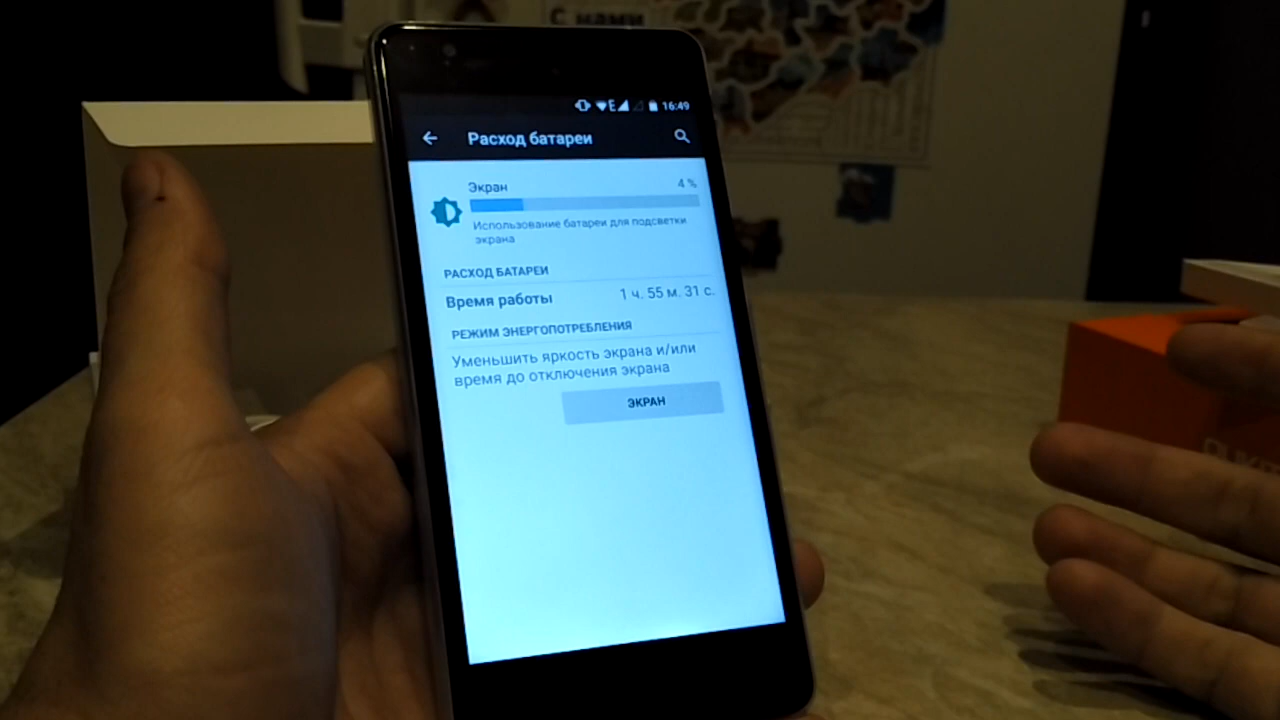 С нами
E
16:49
Расход батареи
Экран
4 %
Использование батареи для подсветки
экрана
РАСХОД БАТАРЕИ
Время работы
1 ч. 55 м. 31 с.
РЕЖИМ ЭНЕРГОПОТРЕБЛЕНИЯ
Уменьшить яркость экрана и/или
время до отключения экрана
ЭКРАН